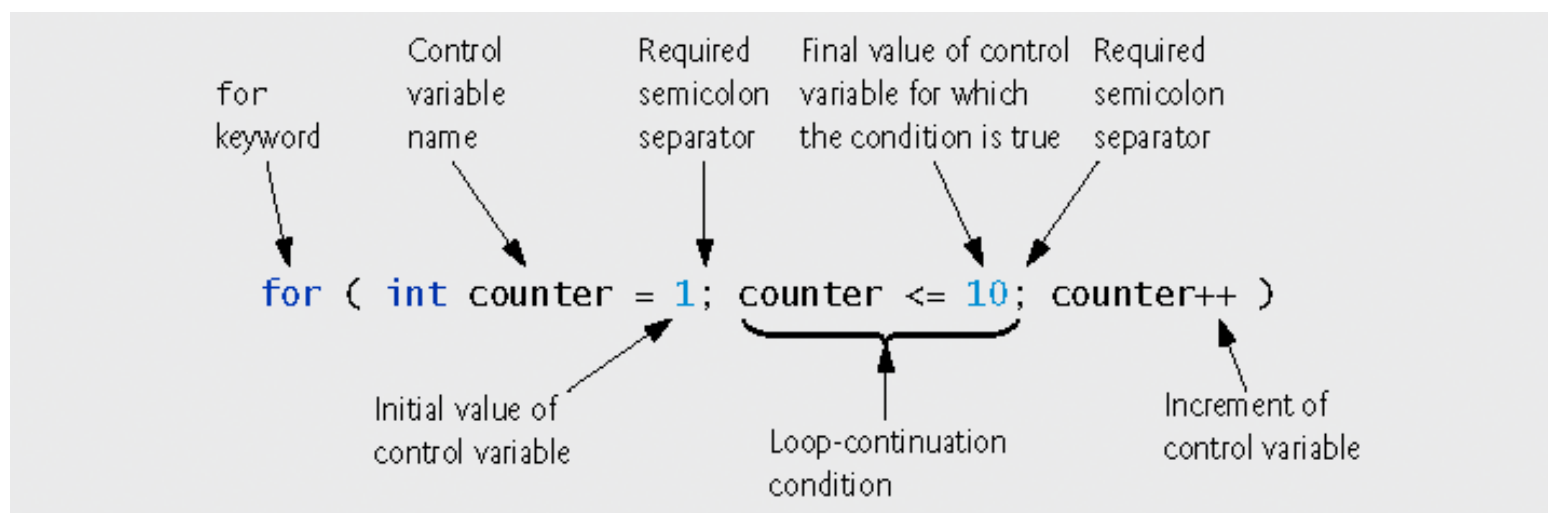 for
keyword
Control
variable
name
Required
semicolon
separator
Final value of control
variable for which
the condition is true
Required
semicolon
separator
for ( int counter = 1; counter <= 10; counter++ )
Initial value of
control variable
Loop-continuation
condition
Increment of
control variable